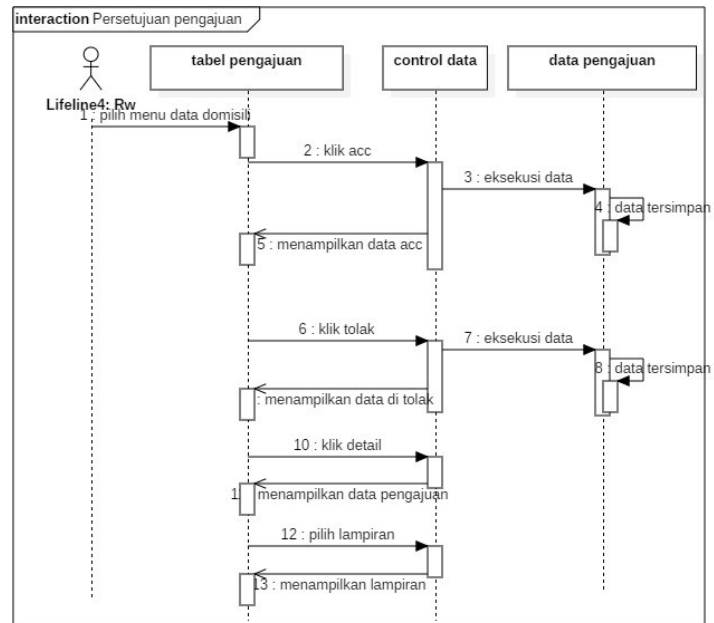 interaction Persetujuan pengajuan
tabel pengajuan
control data
data pengajuan
Lifeline4: Rw
1 : pilih menu data domisili
2 : klik acc
3 : eksekusi data
4 : data tersimpan
5 : menampilkan data acc
6 : klik tolak
7 : eksekusi data
8 : data tersimpan
: menampilkan data di tolak
10 : klik detail
1 menampilkan data pengajuan
12 : pilih lampiran
13 : menampilkan lampiran